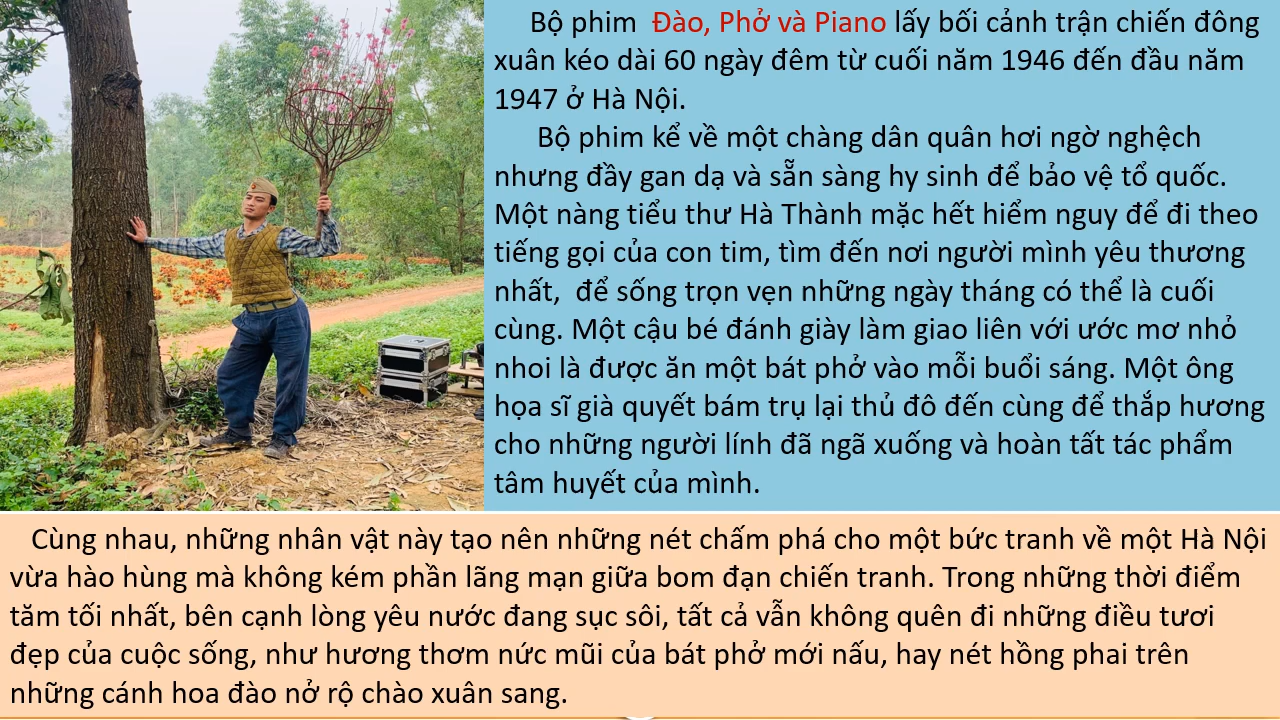 Bộ phim Đào, Phở và Piano lấy bối cảnh trận chiến đông
xuân kéo dài 60 ngày đêm từ cuối năm 1946 đến đầu năm
1947 ở Hà Nội.
Bộ phim kể về một chàng dân quân hơi ngờ nghệch
nhưng đầy gan dạ và sẵn sàng hy sinh để bảo vệ tổ quốc.
Một nàng tiểu thư Hà Thành mặc hết hiểm nguy để đi theo
tiếng gọi của con tim, tìm đến nơi người mình yêu thương
nhất, để sống trọn vẹn những ngày tháng có thể là cuối
cùng. Một cậu bé đánh giày làm giao liên với ước mơ nhỏ
nhoi là được ăn một bát phở vào mỗi buổi sáng. Một ông
họa sĩ già quyết bám trụ lại thủ đô đến cùng để thắp hương
cho những người lính đã ngã xuống và hoàn tất tác phẩm
tâm huyết của mình.
Cùng nhau, những nhân vật này tạo nên những nét chấm phá cho một bức tranh về một Hà Nội
vừa hào hùng mà không kém phần lãng mạn giữa bom đạn chiến tranh. Trong những thời điểm
tăm tối nhất, bên cạnh lòng yêu nước đang sục sôi, tất cả vẫn không quên đi những điều tươi
đẹp của cuộc sống, như hương thơm nức mũi của bát phở mới nấu, hay nét hồng phai trên
những cánh hoa đào nở rộ chào xuân sang.